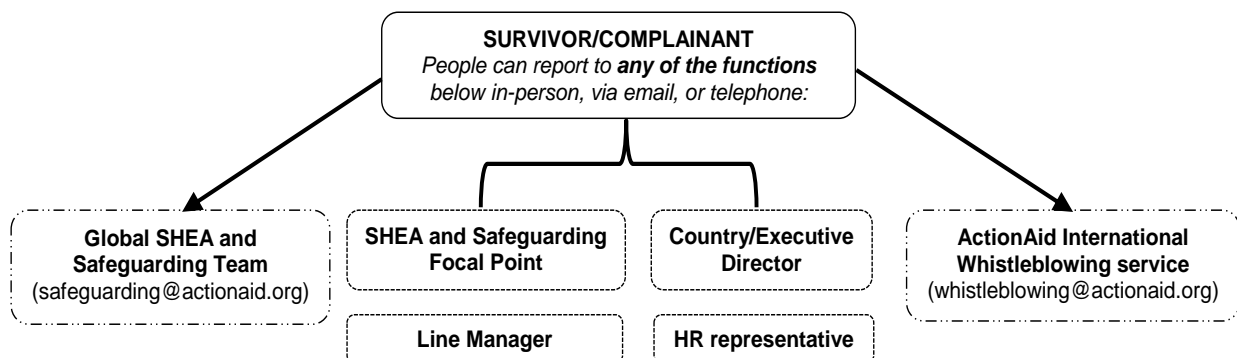 SURVIVOR/COMPLAINANT
People can report to any of the functions
below in-person, via email, or telephone:
Global SHEA and
Safeguarding Team
(safeguarding@actionaid.org)
SHEA and Safeguarding
Focal Point
Country/Executive
Director
ActionAid International
Whistleblowing service
(whistleblowing@actionaid.org)
Line Manager
HR representative